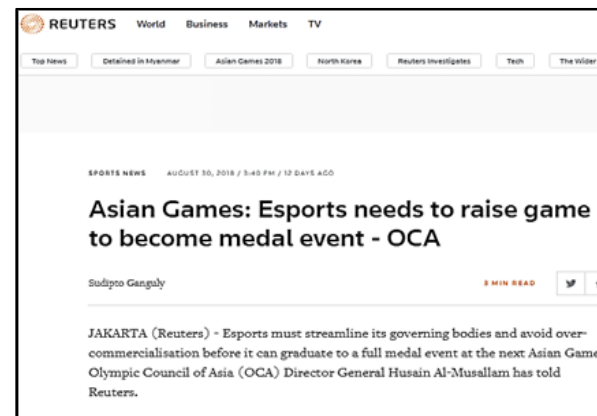 REUTERS World Business Markets TV
Top News Detained in Myanmar Asian Games 2018 North Korea Reuters Investigates Tech The Wider
SPORTS NEWS AUGUST 30, 2018 / 3:40 PM / 12 DAYS AGO
Asian Games: Esports needs to raise game
to become medal event - OCA
Sudipto Ganguly 3 MIN READ
JAKARTA (Reuters) - Esports must streamline its governing bodies and avoid over-
commercialisation before it can graduate to a full medal event at the next Asian Game
Olympic Council of Asia (OCA) Director General Husain Al-Musallam has told
Reuters.